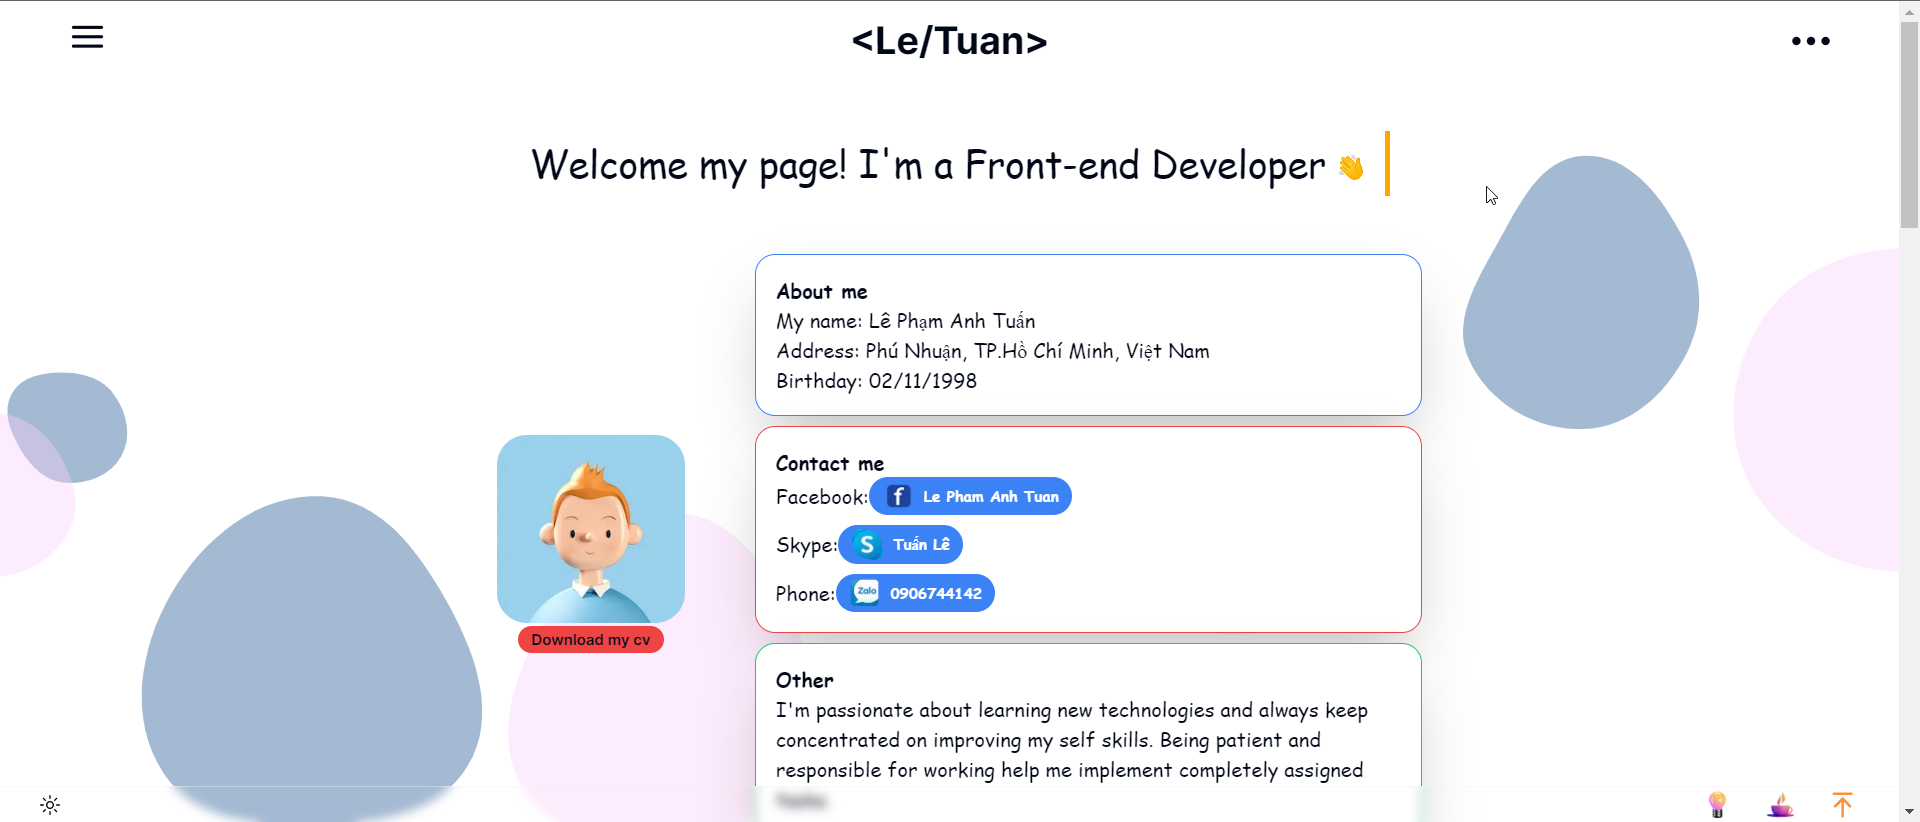 <Le/Tuan>
Welcome my page! I'm a Front-end Developer 👋
About me
My name: Lê Phạm Anh Tuấn
Address: Phú Nhuận, TP.Hồ Chí Minh, Việt Nam
Birthday: 02/11/1998
Contact me
Facebook: f Le Pham Anh Tuan
Skype: S Tuấn Lê
Phone: Zalo 0906744142
Download my cv
Other
I'm passionate about learning new technologies and always keep
concentrated on improving my self skills. Being patient and
responsible for working help me implement completely assigned